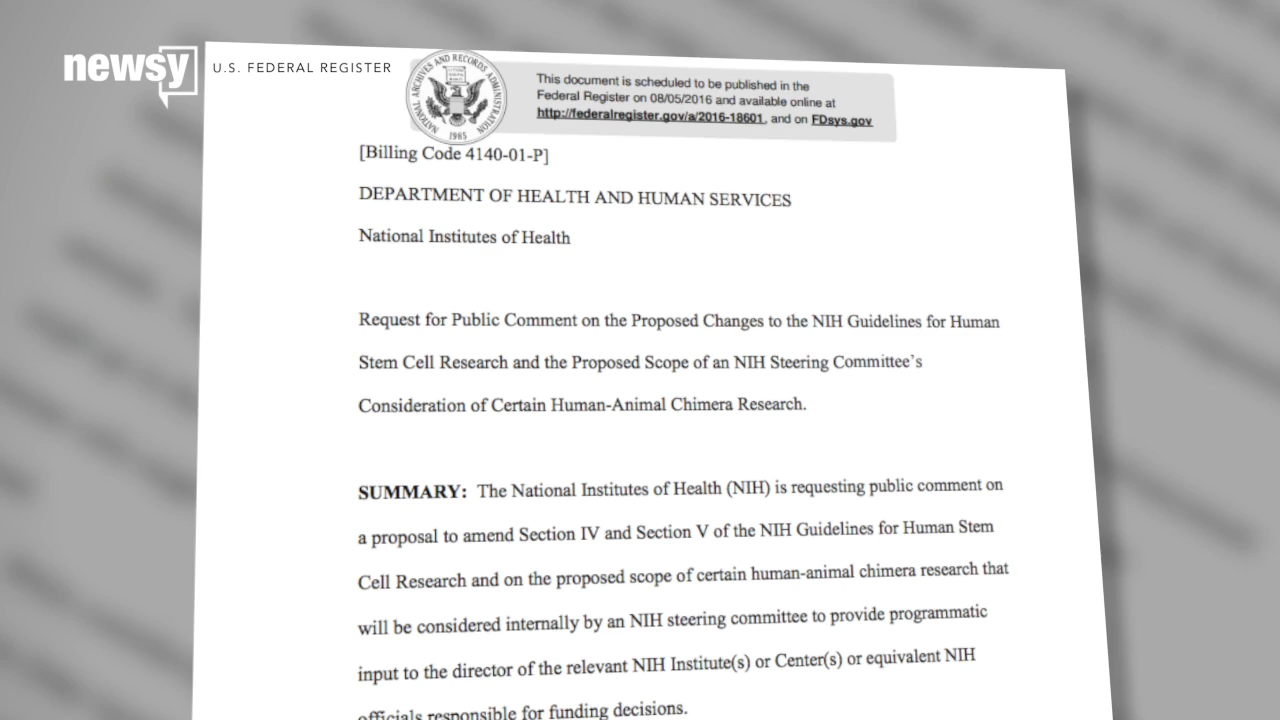 newsy
U.S. FEDERAL REGISTER
NATIONAL ARCHIVES AND RECORDS ADMINISTRATION
1985
This document is scheduled to be published in the
Federal Register on 08/05/2016 and available online at
http://federalregister.gov/a/2016-18601, and on FDsys.gov
[Billing Code 4140-01-P]
DEPARTMENT OF HEALTH AND HUMAN SERVICES
National Institutes of Health
Request for Public Comment on the Proposed Changes to the NIH Guidelines for Human
Stem Cell Research and the Proposed Scope of an NIH Steering Committee’s
Consideration of Certain Human-Animal Chimera Research.
SUMMARY: The National Institutes of Health (NIH) is requesting public comment on
a proposal to amend Section IV and Section V of the NIH Guidelines for Human Stem
Cell Research and on the proposed scope of certain human-animal chimera research that
will be considered internally by an NIH steering committee to provide programmatic
input to the director of the relevant NIH Institute(s) or Center(s) or equivalent NIH
officials responsible for funding decisions.